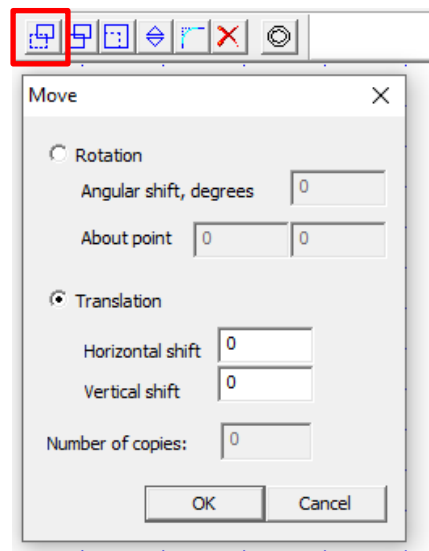 Move
Rotation
Angular shift, degrees 0
About point 0 0
Translation
Horizontal shift 0
Vertical shift 0
Number of copies: 0
OK Cancel